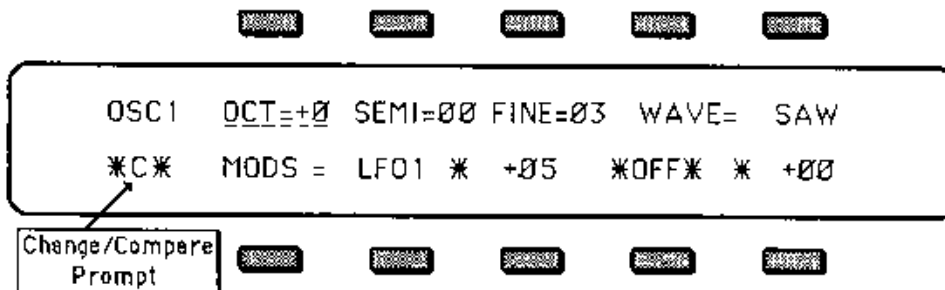 OSC1 OCT=+0 SEMI=00 FINE=03 WAVE= SAW
*C* MODS = LFO1 * +05 *OFF* * +00
Change/Compare
Prompt